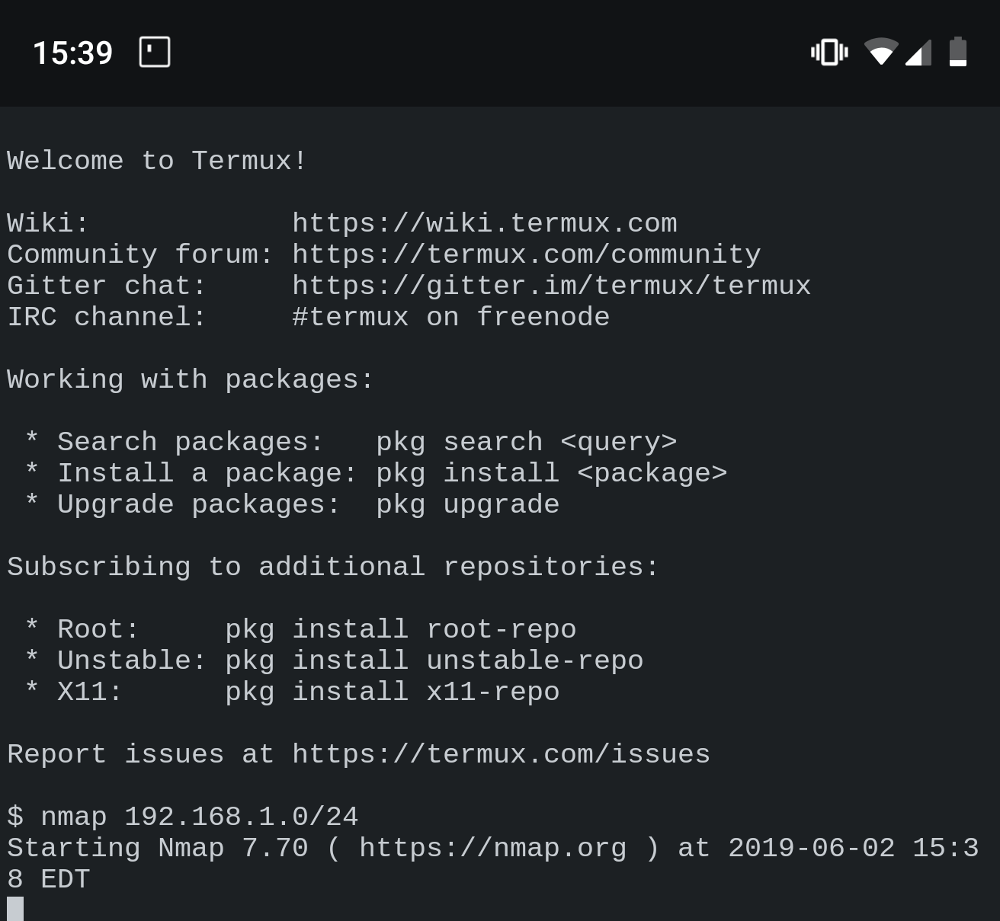 15:39
Welcome to Termux!
Wiki:            https://wiki.termux.com
Community forum: https://termux.com/community
Gitter chat:     https://gitter.im/termux/termux
IRC channel:     #termux on freenode
Working with packages:
 * Search packages:   pkg search <query>
 * Install a package: pkg install <package>
 * Upgrade packages:  pkg upgrade
Subscribing to additional repositories:
 * Root:     pkg install root-repo
 * Unstable: pkg install unstable-repo
 * X11:      pkg install x11-repo
Report issues at https://termux.com/issues
$ nmap 192.168.1.0/24
Starting Nmap 7.70 ( https://nmap.org ) at 2019-06-02 15:3
8 EDT